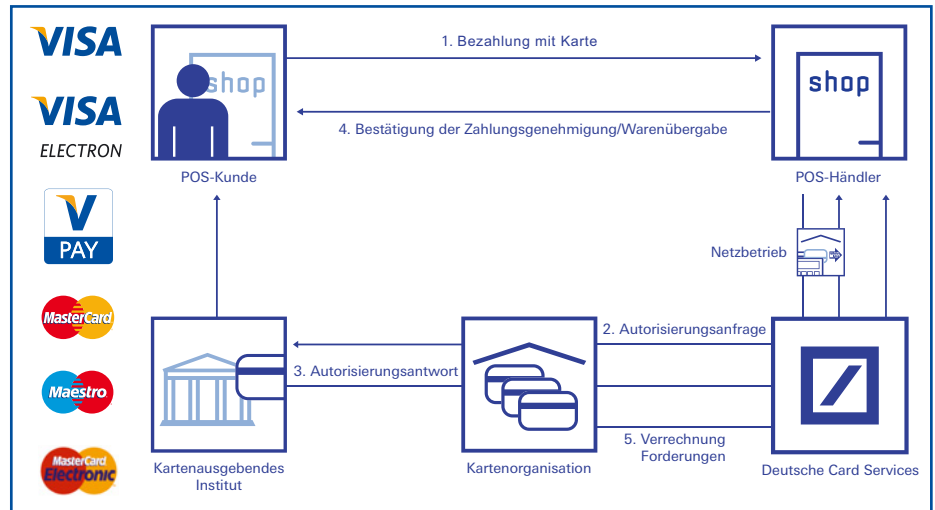 VISA
1. Bezahlung mit Karte
shop
shop
VISA
ELECTRON
4. Bestätigung der Zahlungsgenehmigung/Warenübergabe
POS-Kunde
POS-Händler
V
PAY
Netzbetrieb
MasterCard
2. Autorisierungsanfrage
3. Autorisierungsantwort
Maestro
5. Verrechnung
Forderungen
MasterCard
Electronic
Kartenausgebendes
Institut
Kartenorganisation
Deutsche Card Services